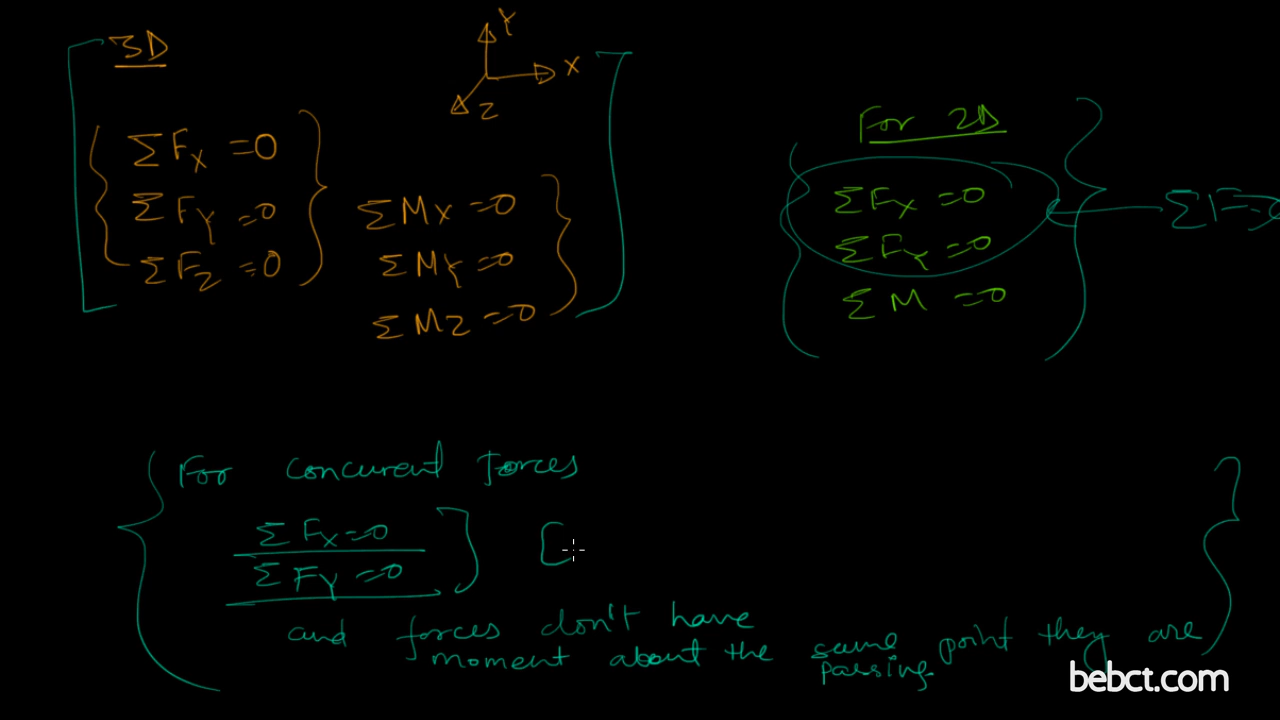 3D
Y
X
Z
ΣFx =0
ΣFY =0
ΣFz =0
ΣMx =0
ΣMY =0
ΣMz =0
For 2D
ΣFx =0
ΣFY =0
ΣM =0
ΣF=0
For concurent forces
ΣFx=0
ΣFY=0
[
and forces don't have
moment about the same point they are
passing.
bebct.com